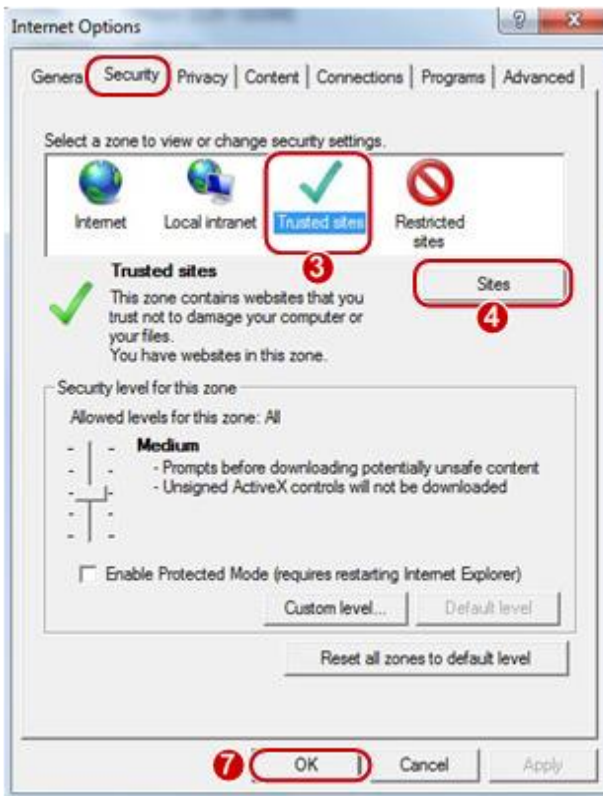 Internet Options
General Security Privacy Content Connections Programs Advanced
Select a zone to view or change security settings.
Internet Local intranet Trusted sites Restricted
sites
3
Trusted sites
Sites
4
This zone contains websites that you
trust not to damage your computer or
your files.
You have websites in this zone.
Security level for this zone
Allowed levels for this zone: All
Medium
- Prompts before downloading potentially unsafe content
- Unsigned ActiveX controls will not be downloaded
Enable Protected Mode (requires restarting Internet Explorer)
Custom level... Default level
Reset all zones to default level
7 OK Cancel Apply